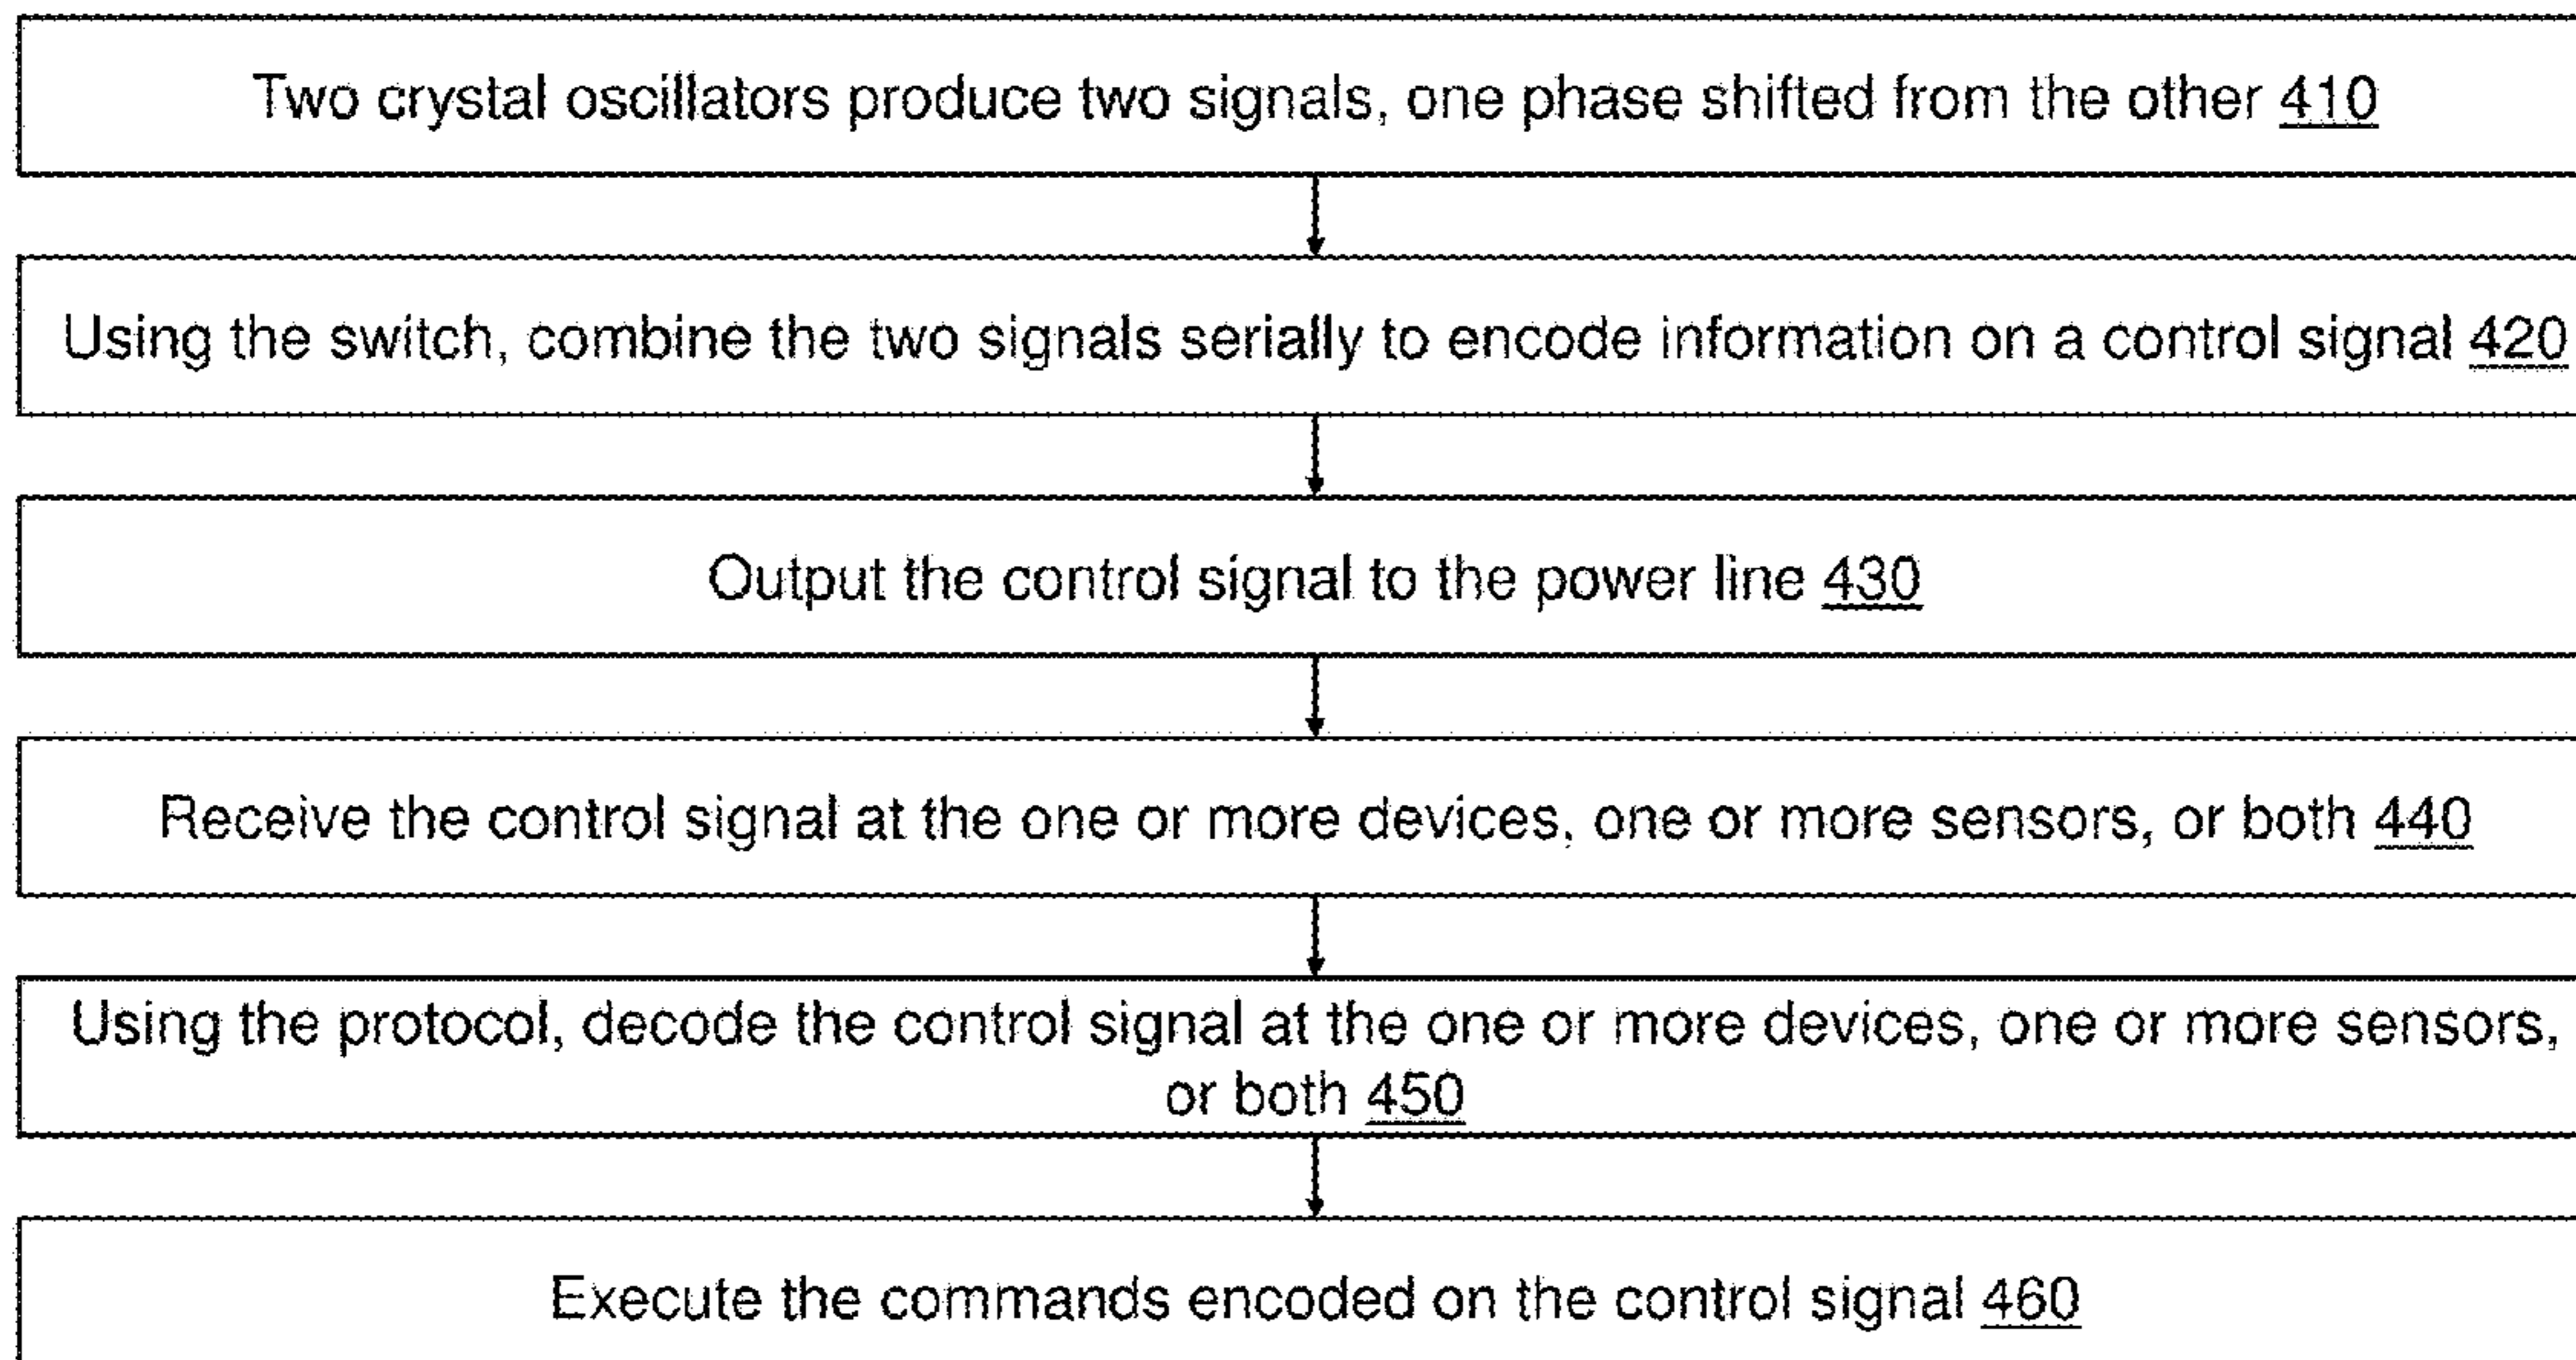 Two crystal oscillators produce two signals, one phase shifted from the other 410
Using the switch, combine the two signals serially to encode information on a control signal 420
Output the control signal to the power line 430
Receive the control signal at the one or more devices, one or more sensors, or both 440
Using the protocol, decode the control signal at the one or more devices, one or more sensors,
or both 450
Execute the commands encoded on the control signal 460